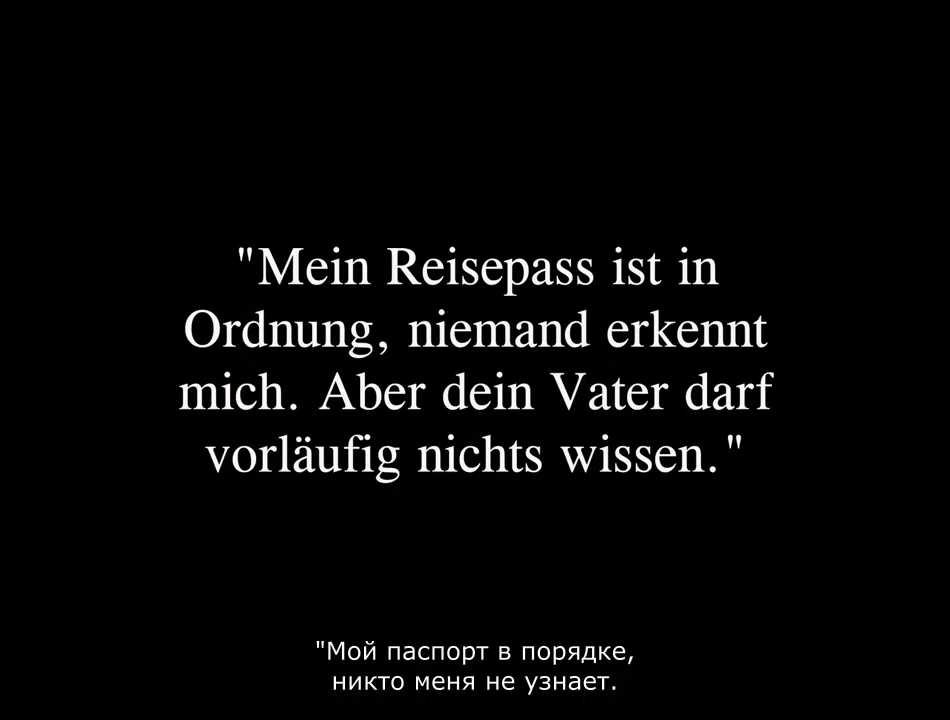 "Mein Reisepass ist in
Ordnung, niemand erkennt
mich. Aber dein Vater darf
vorläufig nichts wissen."
"Мой паспорт в порядке,
никто меня не узнает.